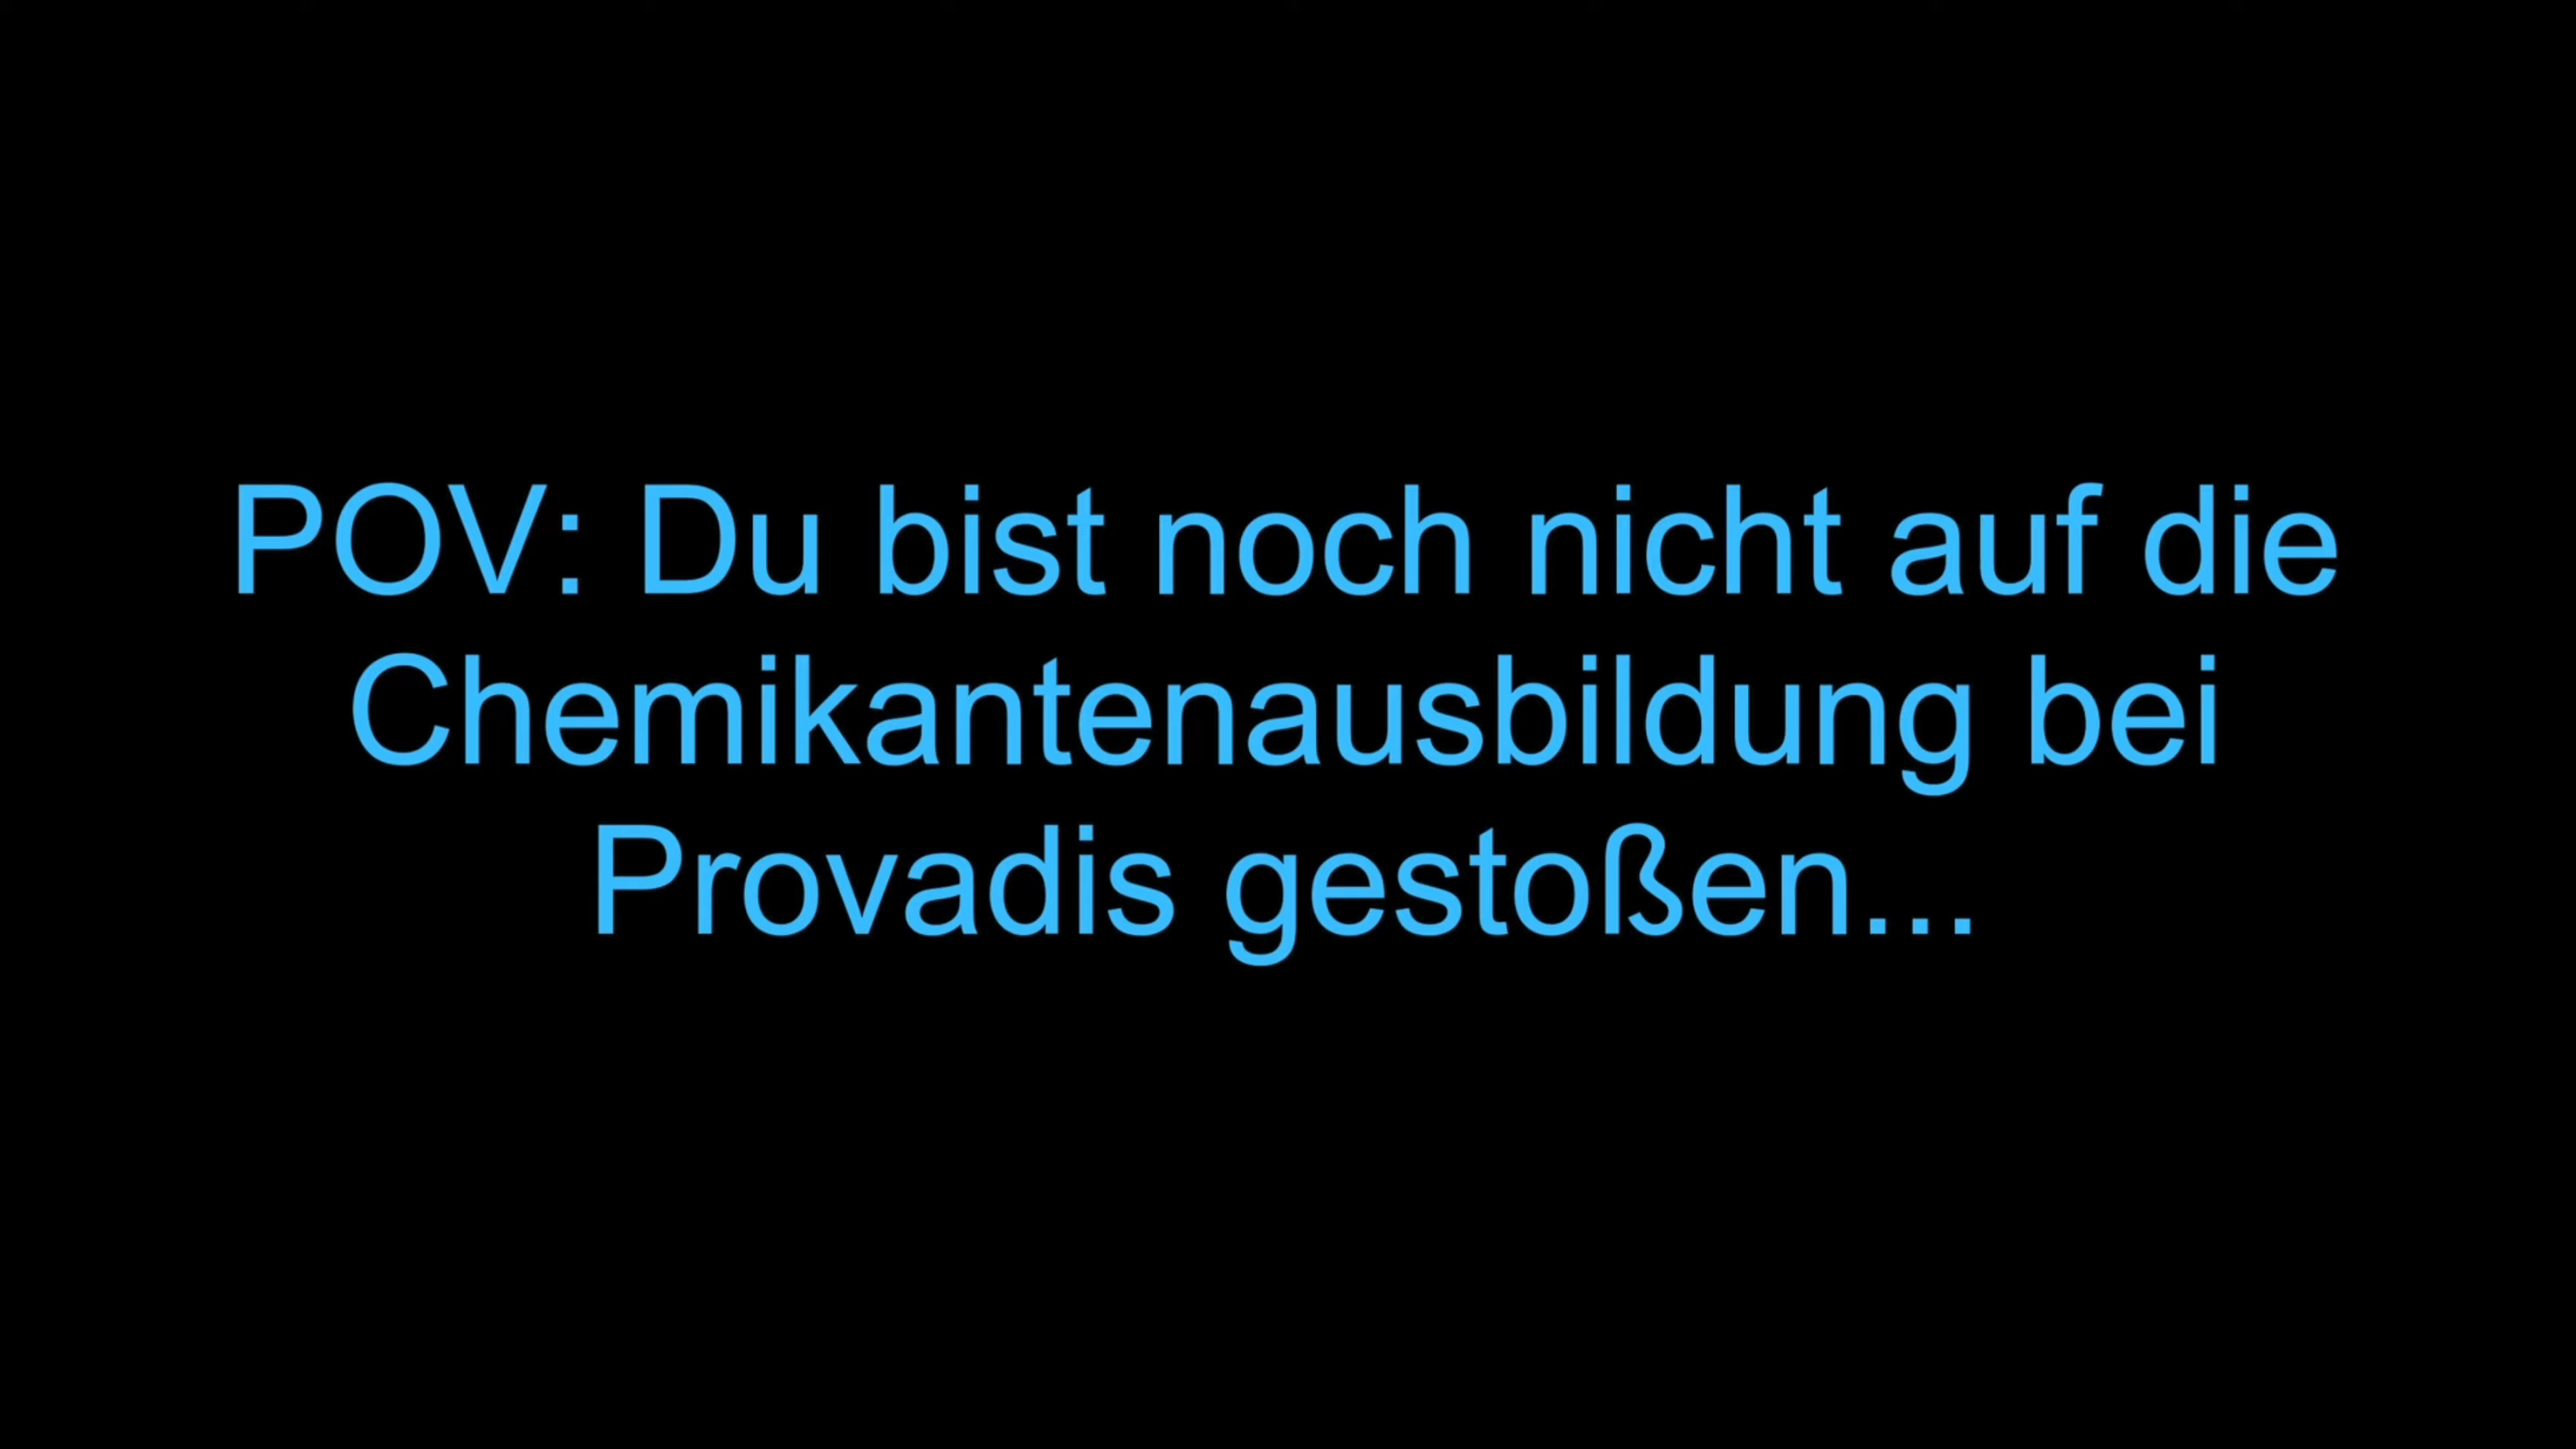 POV: Du bist noch nicht auf die
Chemikantenausbildung bei
Provadis gestoßen...